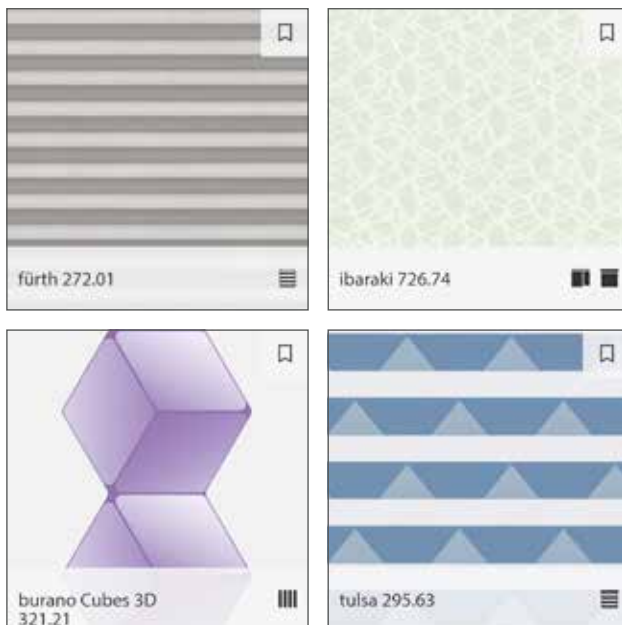 fürth 272.01
ibaraki 726.74
burano Cubes 3D
321.21
tulsa 295.63